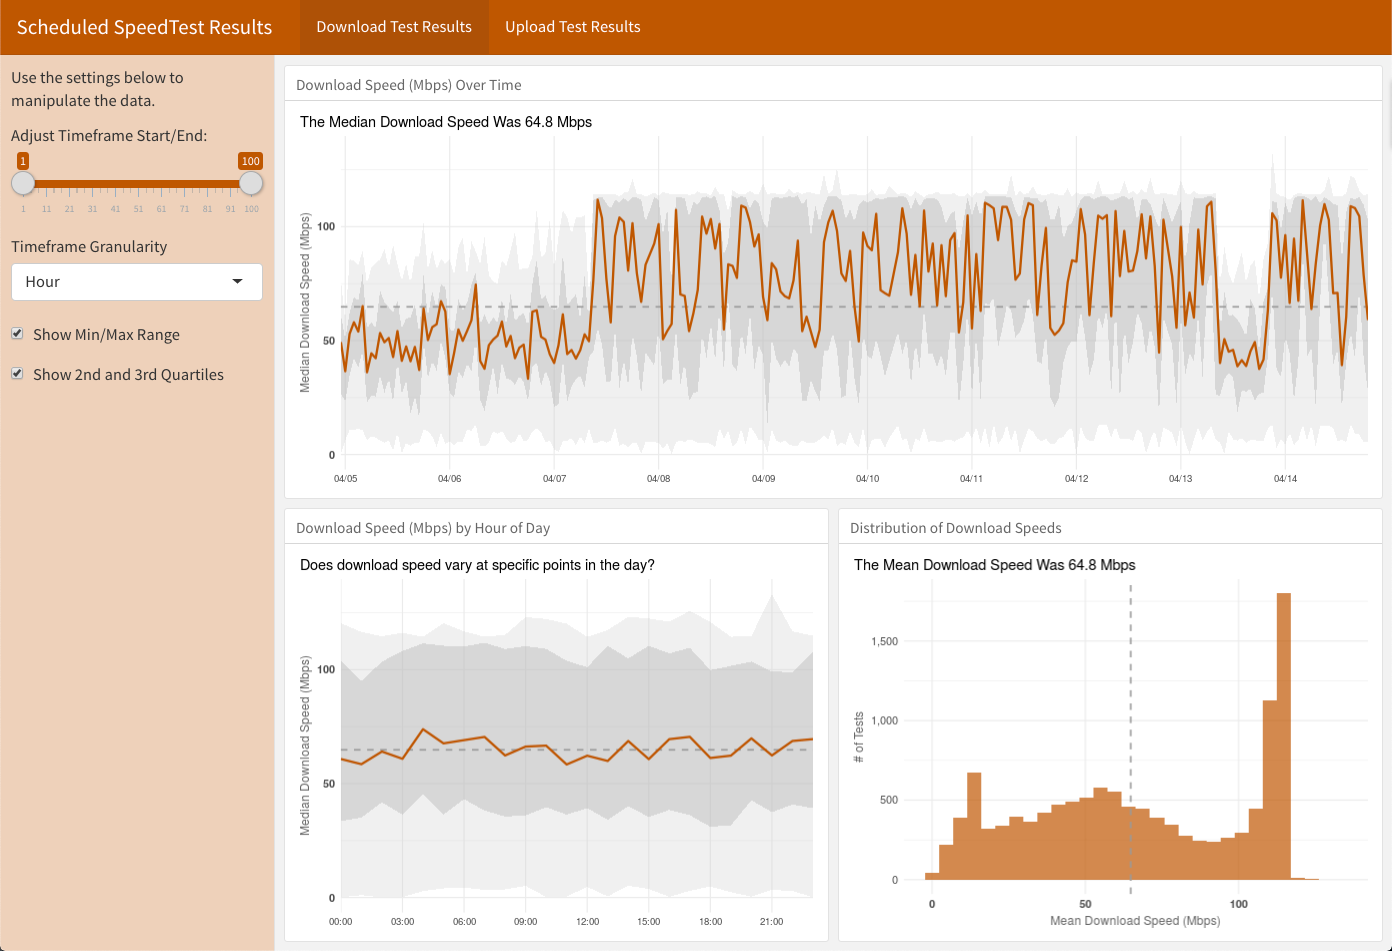 Scheduled SpeedTest Results
Download Test Results
Upload Test Results
Use the settings below to
manipulate the data.
Adjust Timeframe Start/End:
1
100
1 11 21 31 41 51 61 71 81 91 100
Timeframe Granularity
Hour
Show Min/Max Range
Show 2nd and 3rd Quartiles
Download Speed (Mbps) Over Time
The Median Download Speed Was 64.8 Mbps
Median Download Speed (Mbps)
100
50
0
04/05 04/06 04/07 04/08 04/09 04/10 04/11 04/12 04/13 04/14
Download Speed (Mbps) by Hour of Day
Does download speed vary at specific points in the day?
Median Download Speed (Mbps)
100
50
0
00:00 03:00 06:00 09:00 12:00 15:00 18:00 21:00
Distribution of Download Speeds
The Mean Download Speed Was 64.8 Mbps
# of Tests
1,500
1,000
500
0
0 50 100
Mean Download Speed (Mbps)